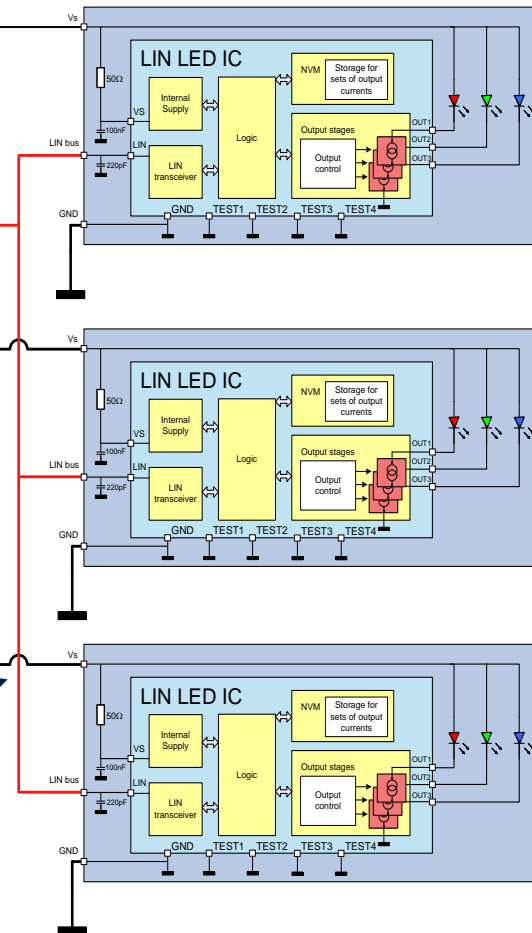 Vs
LIN LED IC
50Ω
NVM
Storage for
sets of output
currents
Internal
Supply
VS
100nF
Logic
Output stages
OUT1
OUT2
OUT3
LIN bus
LIN
220pF
LIN
transceiver
Output
control
GND
GND
TEST1
TEST2
TEST3
TEST4
Vs
LIN LED IC
50Ω
NVM
Storage for
sets of output
currents
Internal
Supply
VS
100nF
Logic
Output stages
OUT1
OUT2
OUT3
LIN bus
LIN
220pF
LIN
transceiver
Output
control
GND
GND
TEST1
TEST2
TEST3
TEST4
Vs
LIN LED IC
50Ω
NVM
Storage for
sets of output
currents
Internal
Supply
VS
100nF
Logic
Output stages
OUT1
OUT2
OUT3
LIN bus
LIN
220pF
LIN
transceiver
Output
control
GND
GND
TEST1
TEST2
TEST3
TEST4